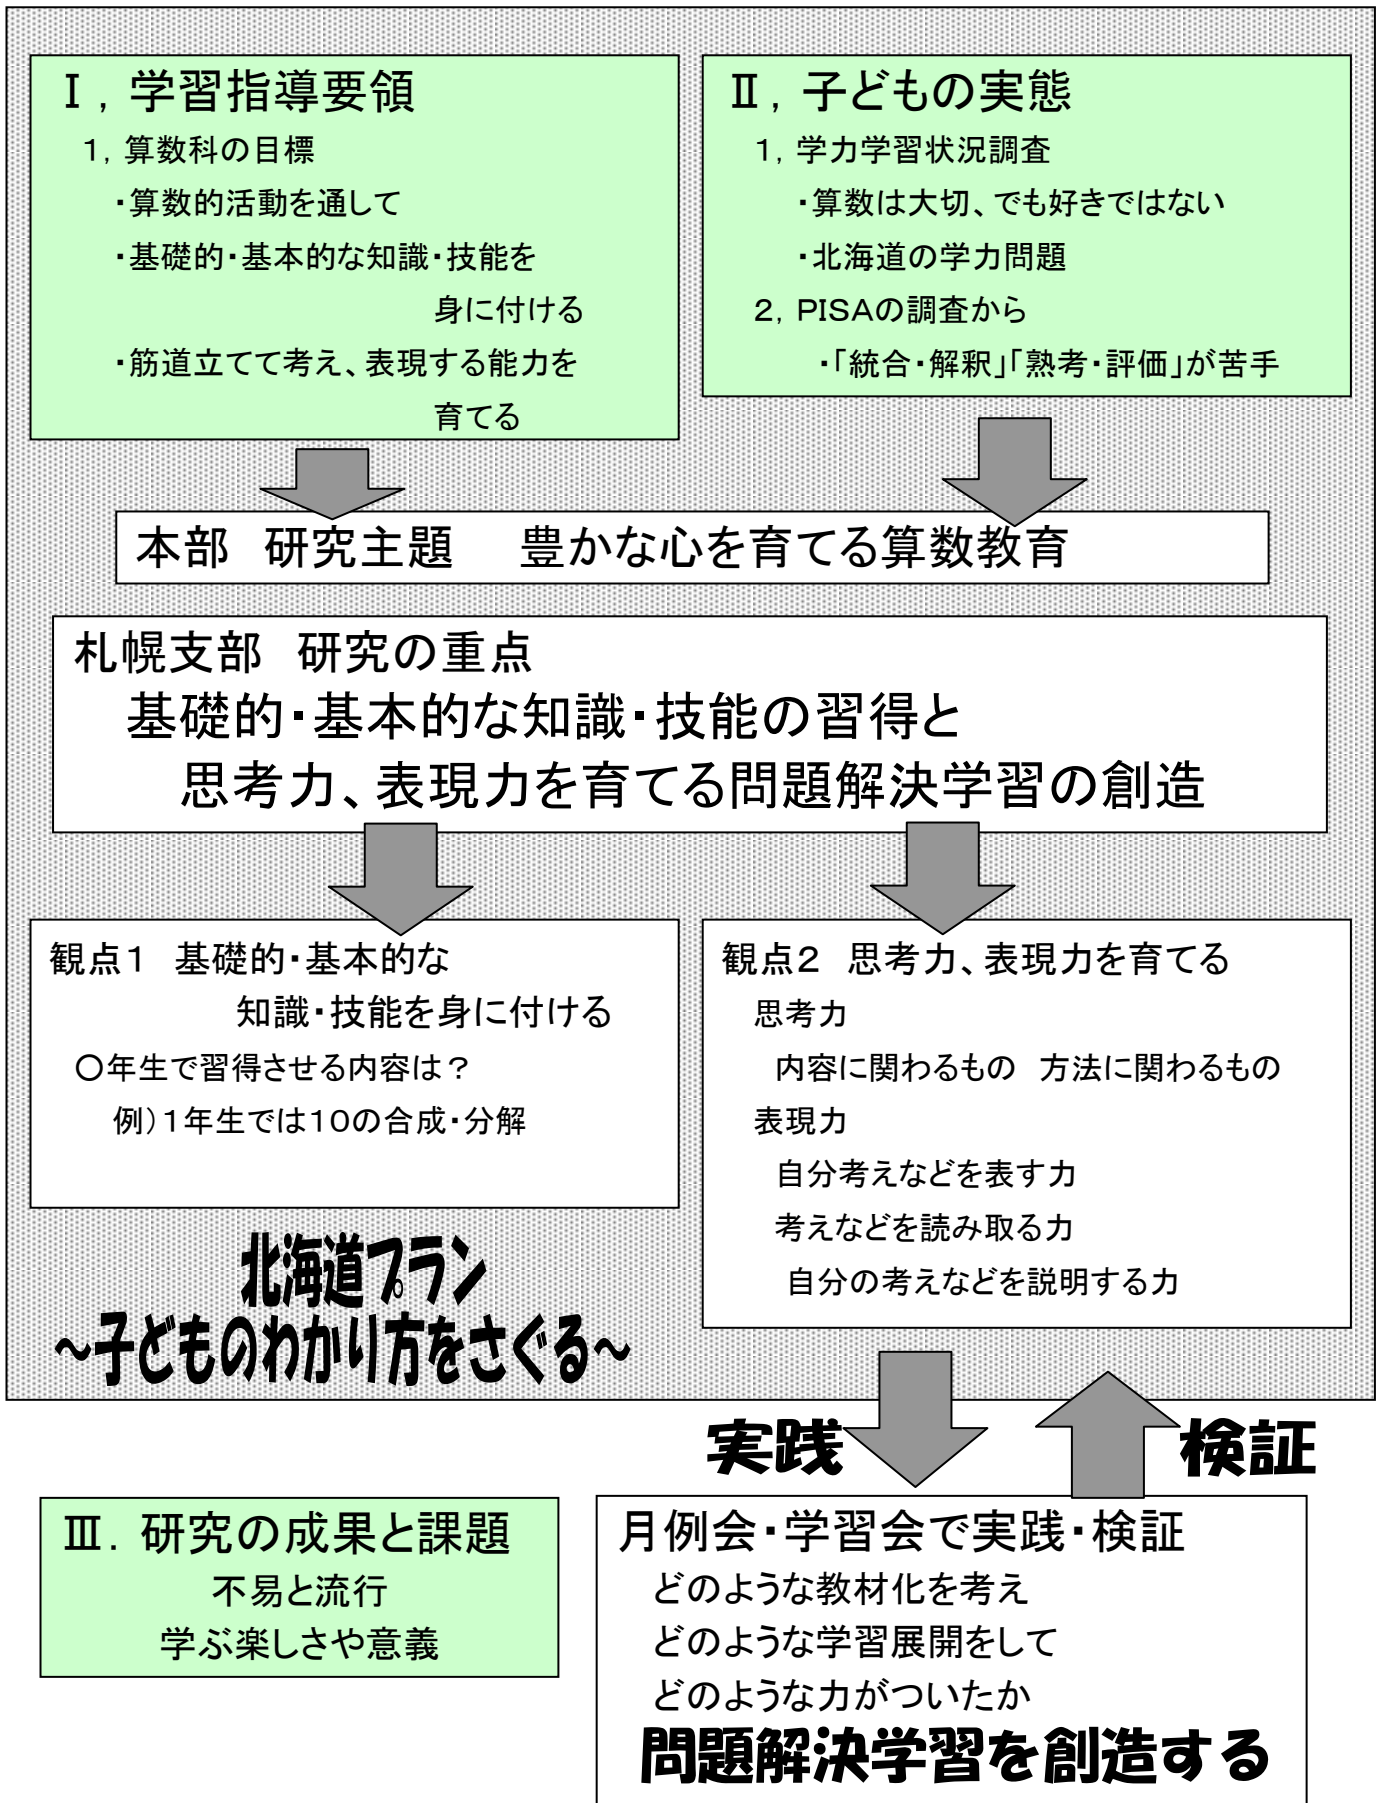 Ⅰ,学習指導要領
1,算数科の目標
・算数的活動を通して
・基礎的・基本的な知識・技能を
身に付ける
・筋道立てて考え、表現する能力を
育てる
Ⅱ,子どもの実態
1,学力学習状況調査
・算数は大切、でも好きではない
・北海道の学力問題
2,PISAの調査から
・「統合・解釈」「熟考・評価」が苦手
本部 研究主題 豊かな心を育てる算数教育
札幌支部 研究の重点
基礎的・基本的な知識・技能の習得と
思考力、表現力を育てる問題解決学習の創造
観点1 基礎的・基本的な
知識・技能を身に付ける
〇年生で習得させる内容は?
例)1年生では10の合成・分解
観点2 思考力、表現力を育てる
思考力
内容に関わるもの 方法に関わるもの
表現力
自分考えなどを表す力
考えなどを読み取る力
自分の考えなどを説明する力
北海道プラン
~子どものわかり方をさぐる~
実践
検証
Ⅲ.研究の成果と課題
不易と流行
学ぶ楽しさや意義
月例会・学習会で実践・検証
どのような教材化を考え
どのような学習展開をして
どのような力がついたか
問題解決学習を創造する